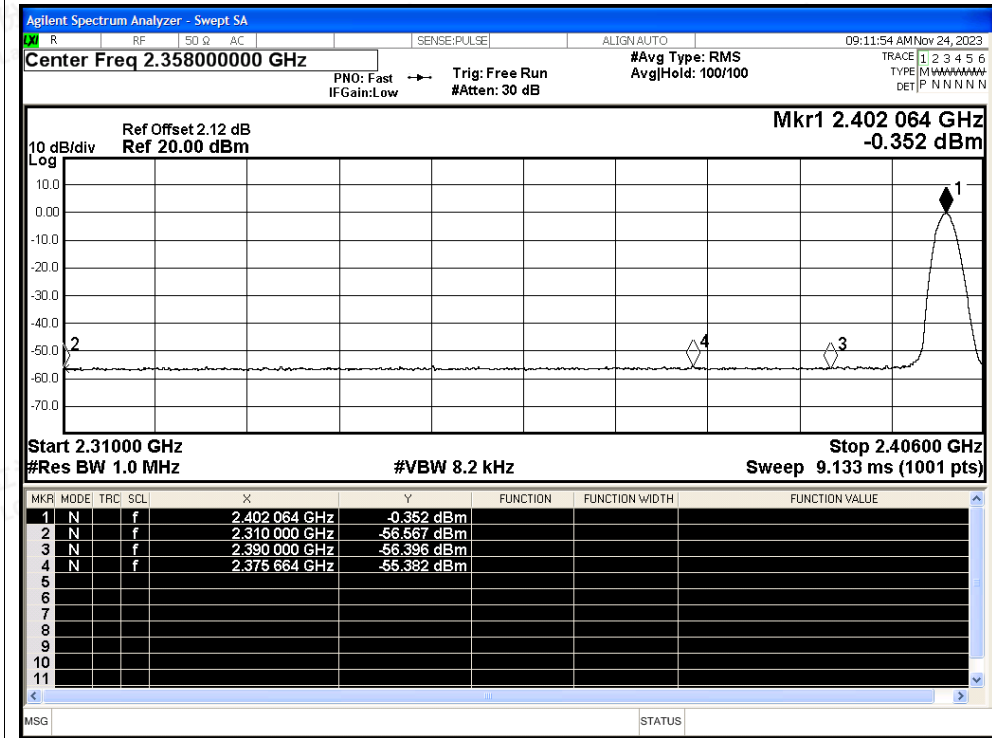 Agilent Spectrum Analyzer - Swept SA
LXI R RF 50 Ω AC SENSE:PULSE ALIGN AUTO 09:11:54 AM Nov 24, 2023
Center Freq 2.358000000 GHz
PNO: Fast Trig: Free Run
IFGain:Low #Atten: 30 dB
#Avg Type: RMS
Avg|Hold: 100/100
TRACE 1 2 3 4 5 6
TYPE M
DET P N N N N N
Ref Offset 2.12 dB
10 dB/div Ref 20.00 dBm
Log
Mkr1 2.402 064 GHz
-0.352 dBm
10.0
0.00
-10.0
-20.0
-30.0
-40.0
-50.0
-60.0
-70.0
1
2
4
3
Start 2.31000 GHz Stop 2.40600 GHz
#Res BW 1.0 MHz #VBW 8.2 kHz Sweep 9.133 ms (1001 pts)
MKR MODE TRC SCL X Y FUNCTION FUNCTION WIDTH FUNCTION VALUE
1 N f 2.402 064 GHz -0.352 dBm
2 N f 2.310 000 GHz -56.567 dBm
3 N f 2.390 000 GHz -56.396 dBm
4 N f 2.375 664 GHz -55.382 dBm
5
6
7
8
9
10
11
MSG STATUS